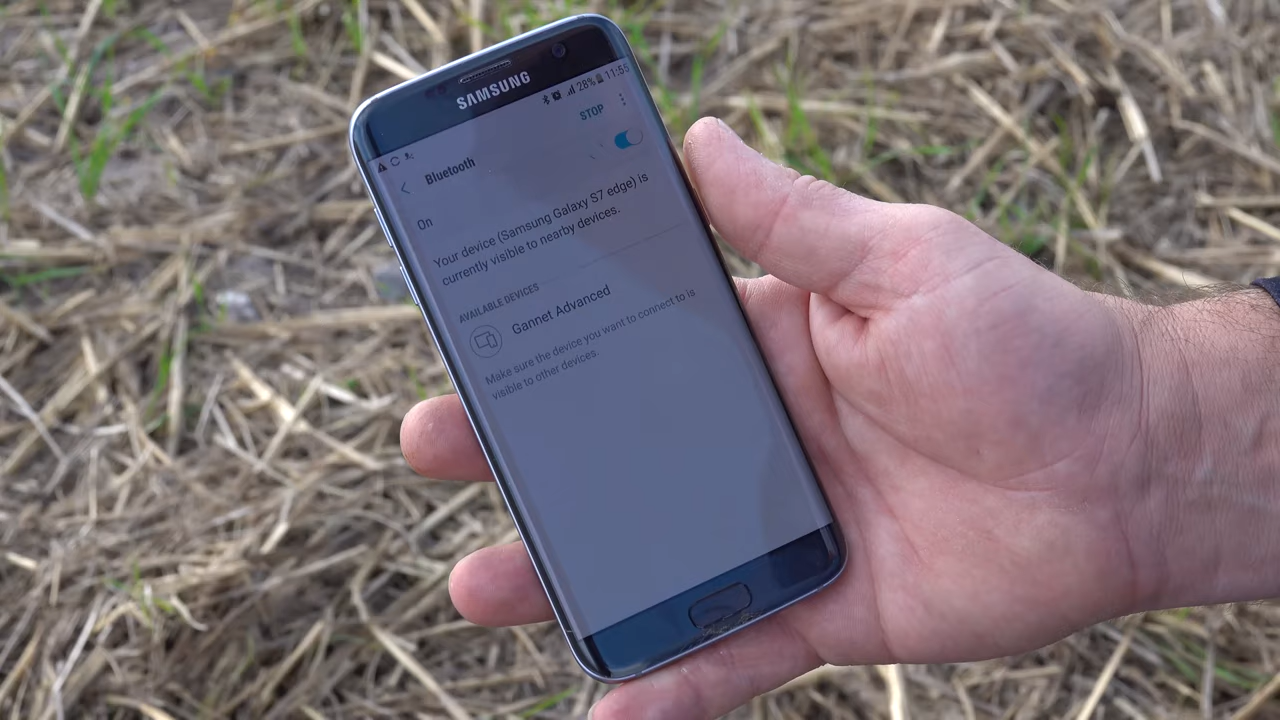 SAMSUNG
28% 11:55
STOP
Bluetooth
On
Your device (Samsung Galaxy S7 edge) is
currently visible to nearby devices.
AVAILABLE DEVICES
Gannet Advanced
Make sure the device you want to connect to is
visible to other devices.